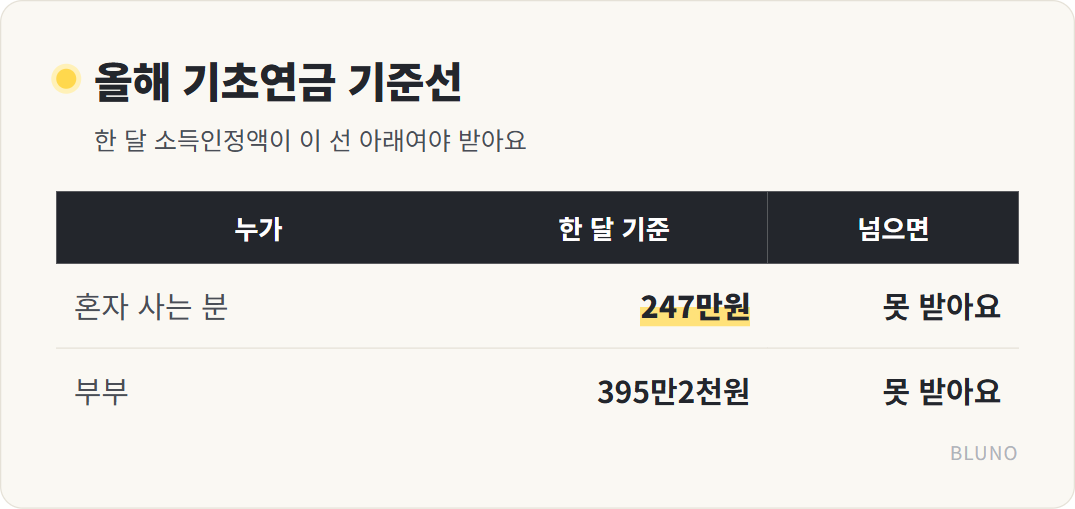 올해 기초연금 기준선
한 달 소득인정액이 이 선 아래여야 받아요
누가 한 달 기준 넘으면
혼자 사는 분 247만원 못 받아요
부부 395만2천원 못 받아요
BLUNO